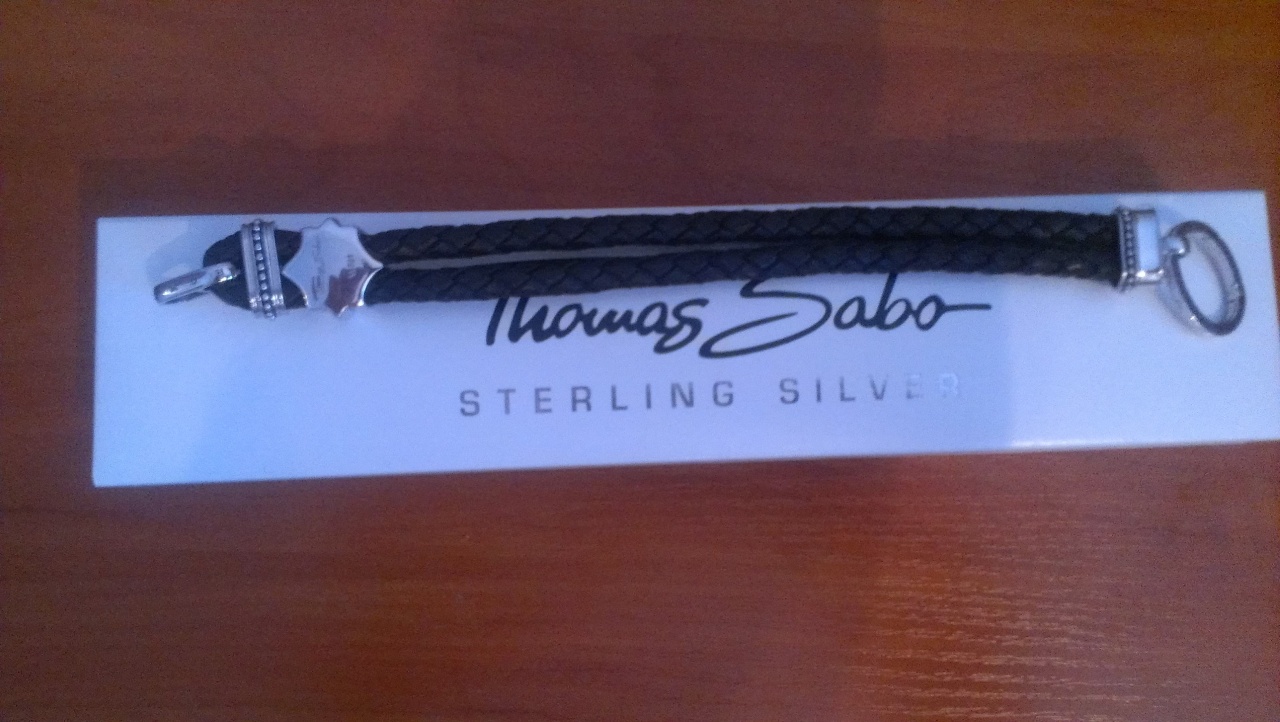 Thomas Sabo
STERLING SILVER